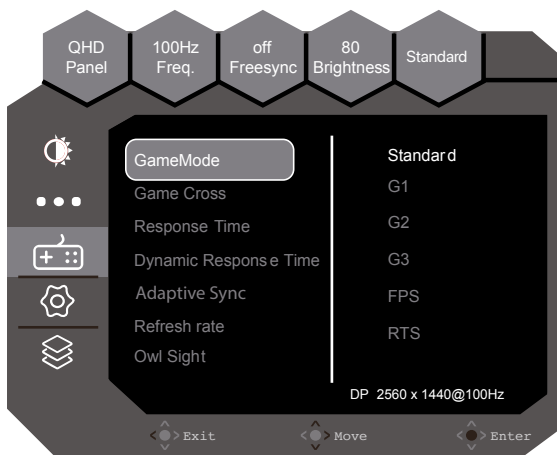 QHD
Panel
100Hz
Freq.
off
Freesync
80
Brightness
Standard
GameMode
Game Cross
Response Time
Dynamic Response Time
Adaptive Sync
Refresh rate
Owl Sight
Standard
G1
G2
G3
FPS
RTS
DP 2560 x 1440@100Hz
Exit
Move
Enter